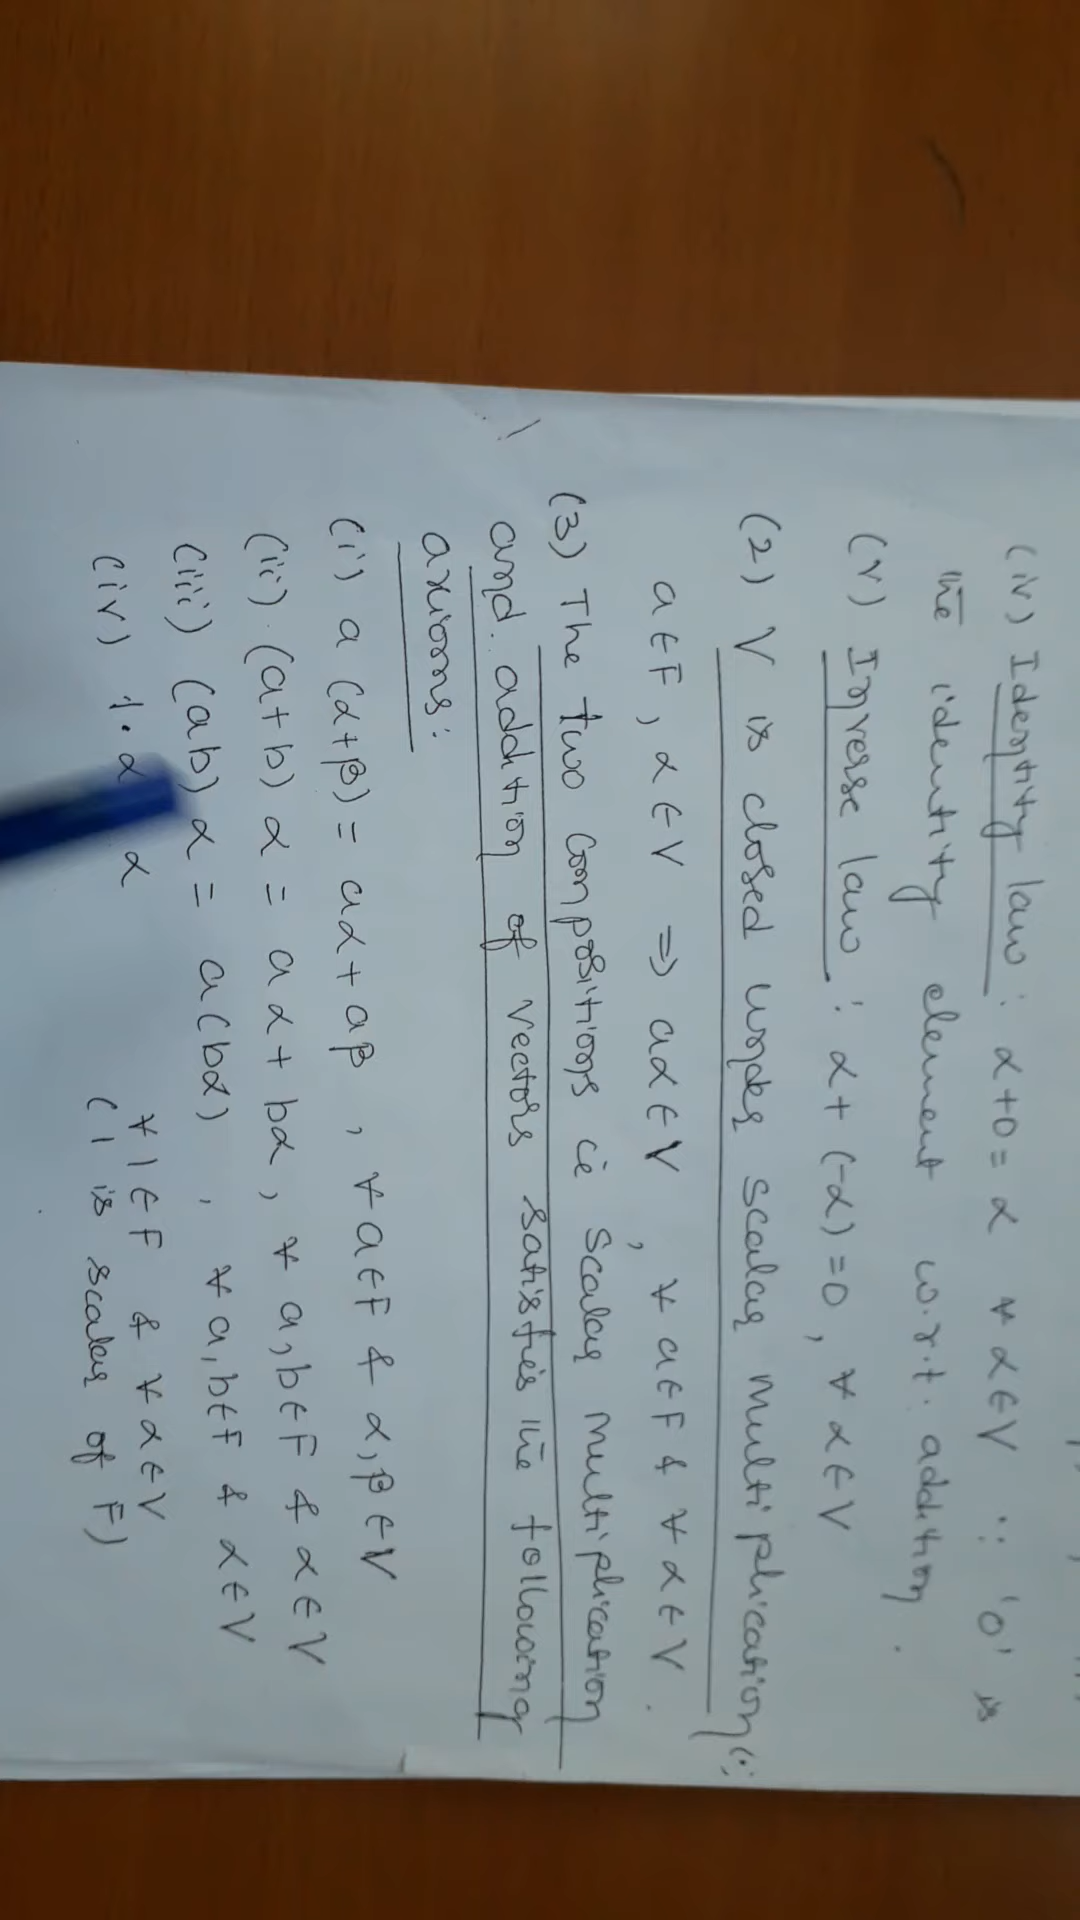 (iv) Identity law : α+0 = α ∀ α∈V ∵ '0' is
the identity element w.r.t. addition.
(v) Inverse law : α + (-α) = 0 , ∀ α∈V
(2) V is closed under scalar multiplication :
a∈F , α∈V ⇒ aα∈V , ∀ a∈F & ∀ α∈V .
(3) The two compositions ie scalar multiplication
and addition of vectors satisfies the following
axioms :
(i) a (α+β) = aα + aβ , ∀ a∈F & α,β∈V
(ii) (a+b) α = aα + bα , ∀ a,b∈F & α∈V
(iii) (ab) α = a(bα) , ∀ a,b∈F & α∈V
(iv) 1.α α ∀ 1∈F & ∀ α∈V
(1 is scalar of F)